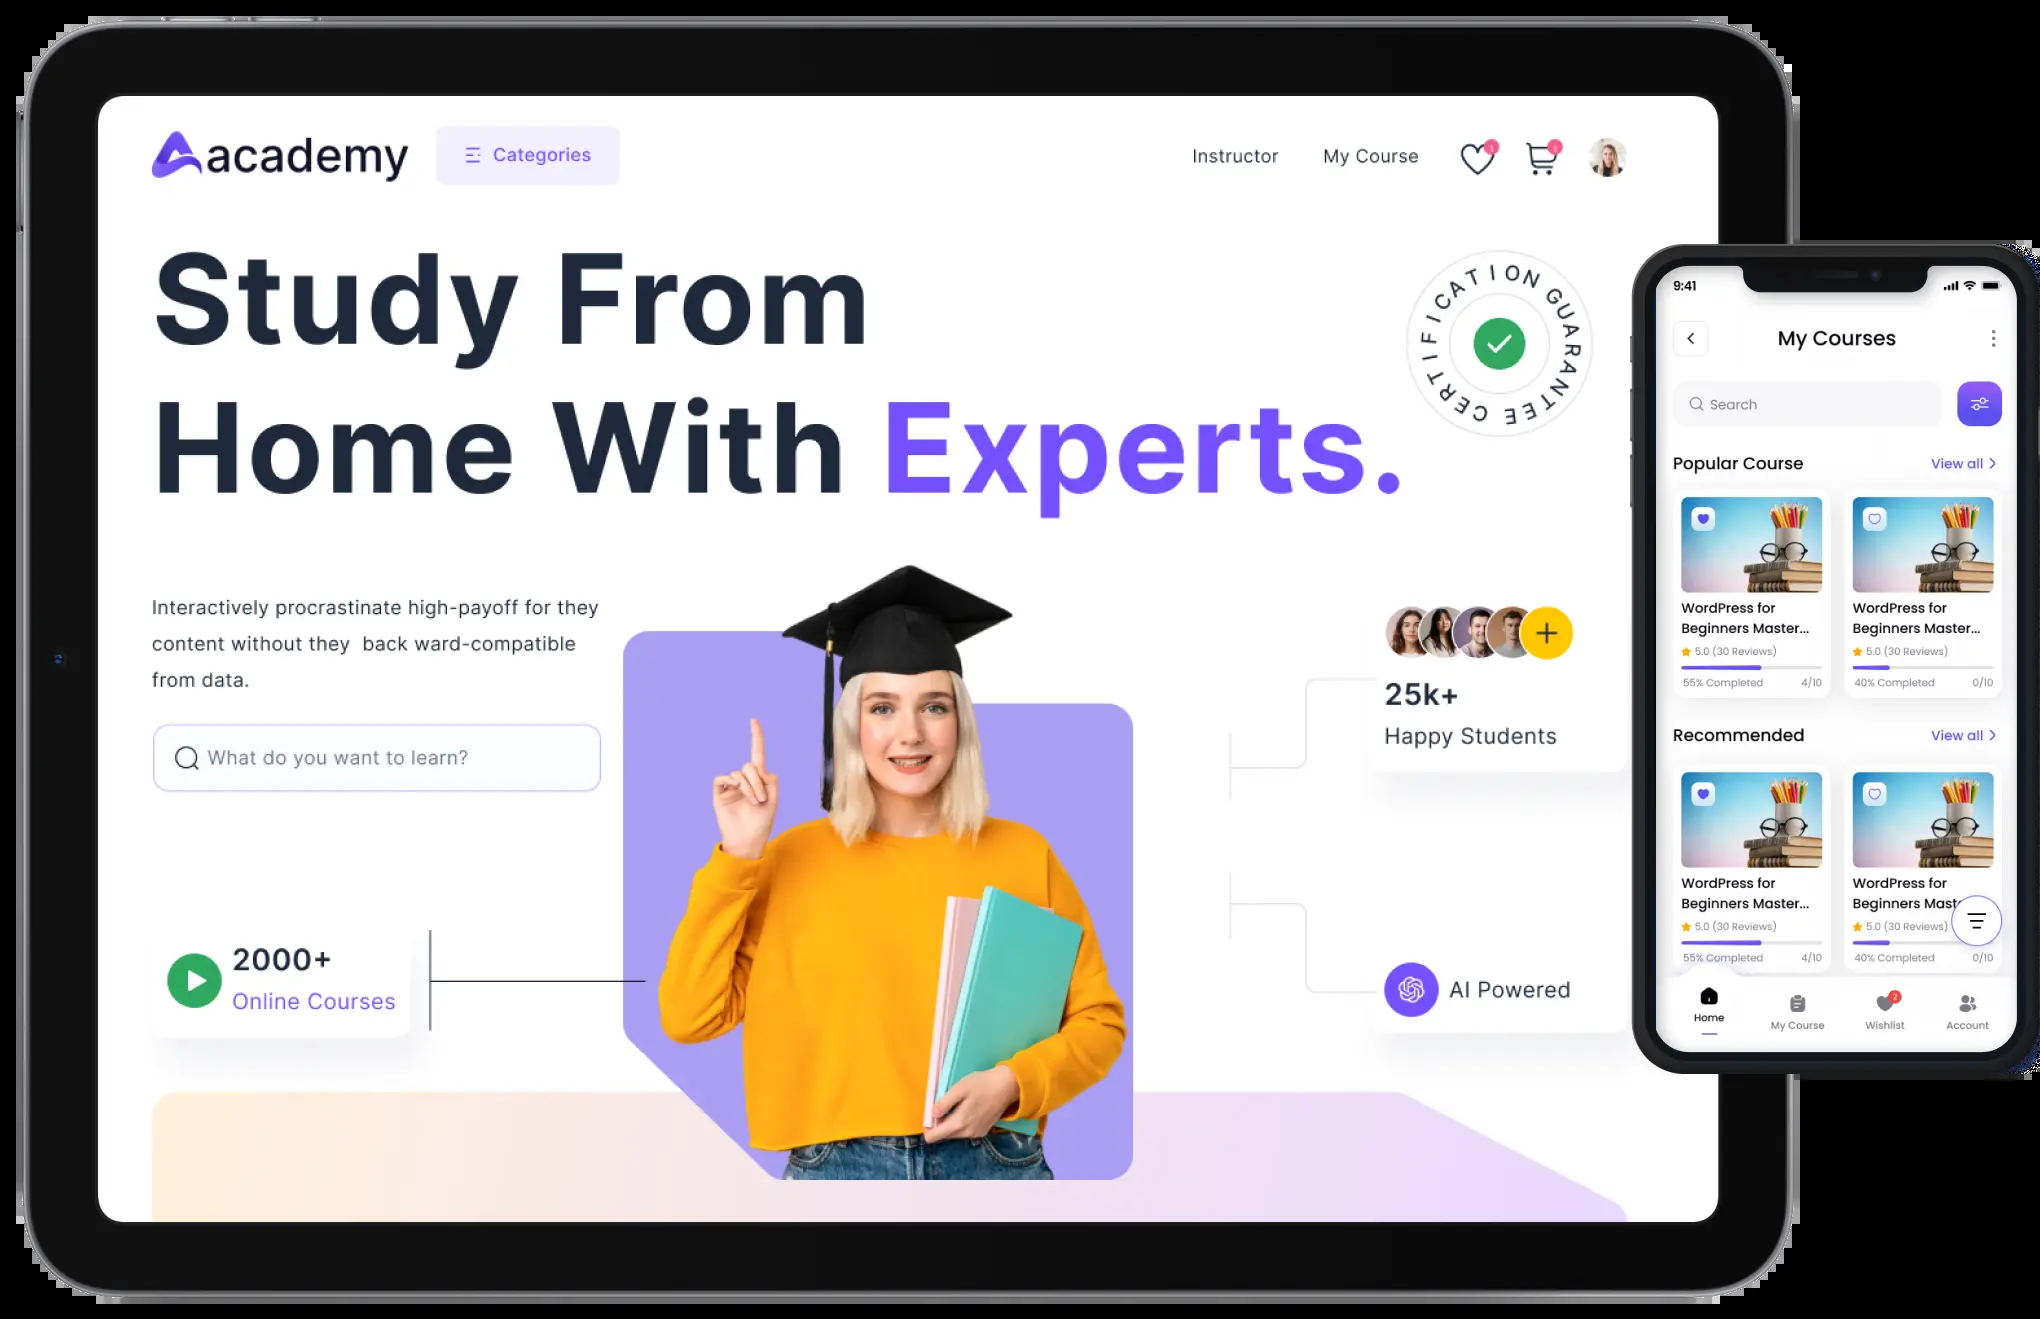 academy
Categories
Instructor
My Course
1
1
Study From
Home With Experts.
CERTIFICATION GUARANTEE
Interactively procrastinate high-payoff for they
content without they back ward-compatible
from data.
What do you want to learn?
25k+
Happy Students
2000+
Online Courses
AI Powered
9:41
My Courses
Search
Popular Course
View all
WordPress for
Beginners Master...
5.0 (30 Reviews)
55% Completed
4/10
WordPress for
Beginners Master...
5.0 (30 Reviews)
40% Completed
0/10
Recommended
View all
WordPress for
Beginners Master...
5.0 (30 Reviews)
55% Completed
4/10
WordPress for
Beginners Mast
5.0 (30 Reviews)
40% Completed
0/10
Home
My Course
2
Wishlist
Account